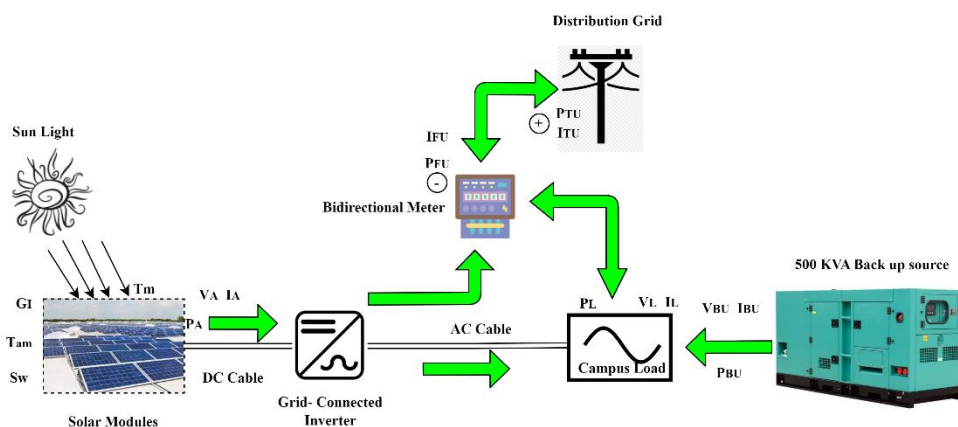 Distribution Grid
Sun Light
PTU
+
ITU
IFU
PFU
-
Bidirectional Meter
500 KVA Back up source
GI
Tm
VA IA
PL
VL IL
VBU IBU
PA
AC Cable
Tam
DC Cable
Campus Load
PBU
Sw
Grid- Connected
Inverter
Solar Modules